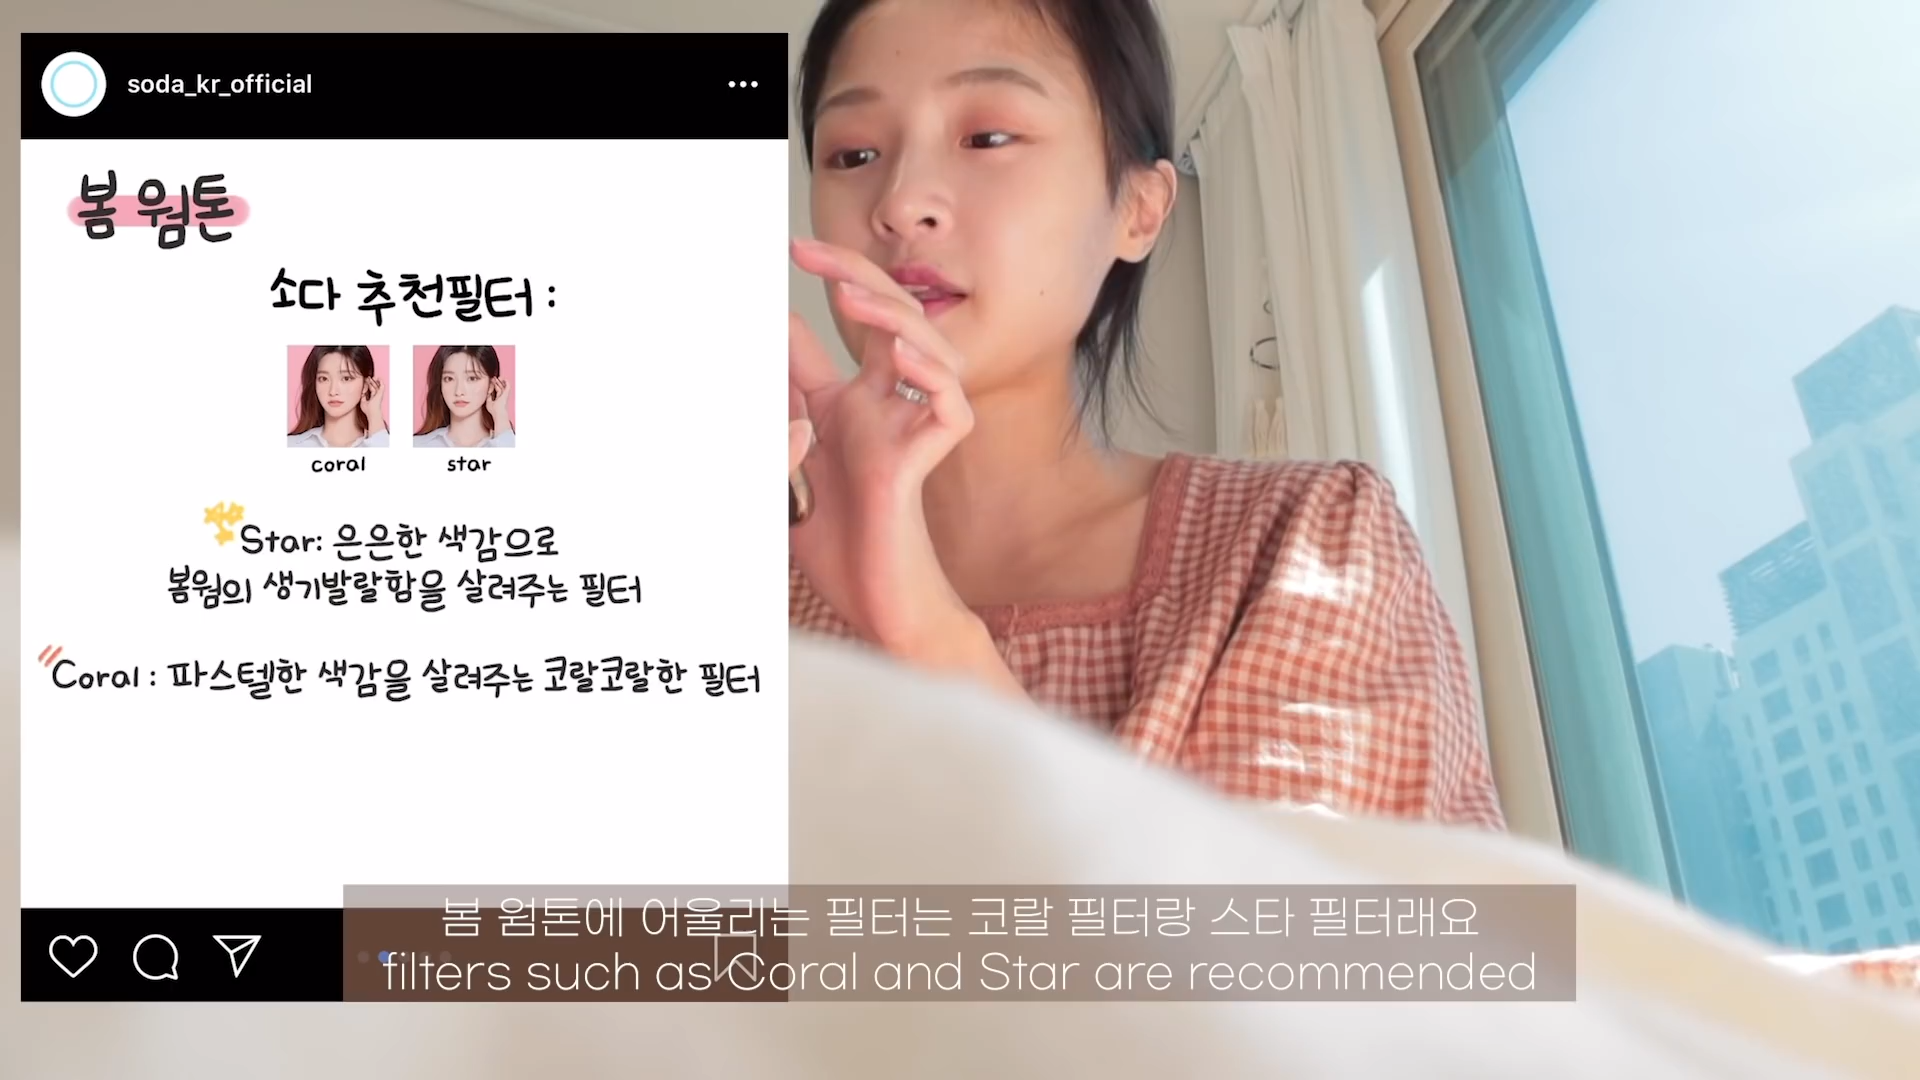 soda_kr_official
봄 웜톤
소다 추천필터 :
coral
star
Star: 은은한 색감으로
봄웜의 생기발랄함을 살려주는 필터
Coral : 파스텔한 색감을 살려주는 코랄코랄한 필터
봄 웜톤에 어울리는 필터는 코랄 필터랑 스타 필터래요
filters such as Coral and Star are recommended